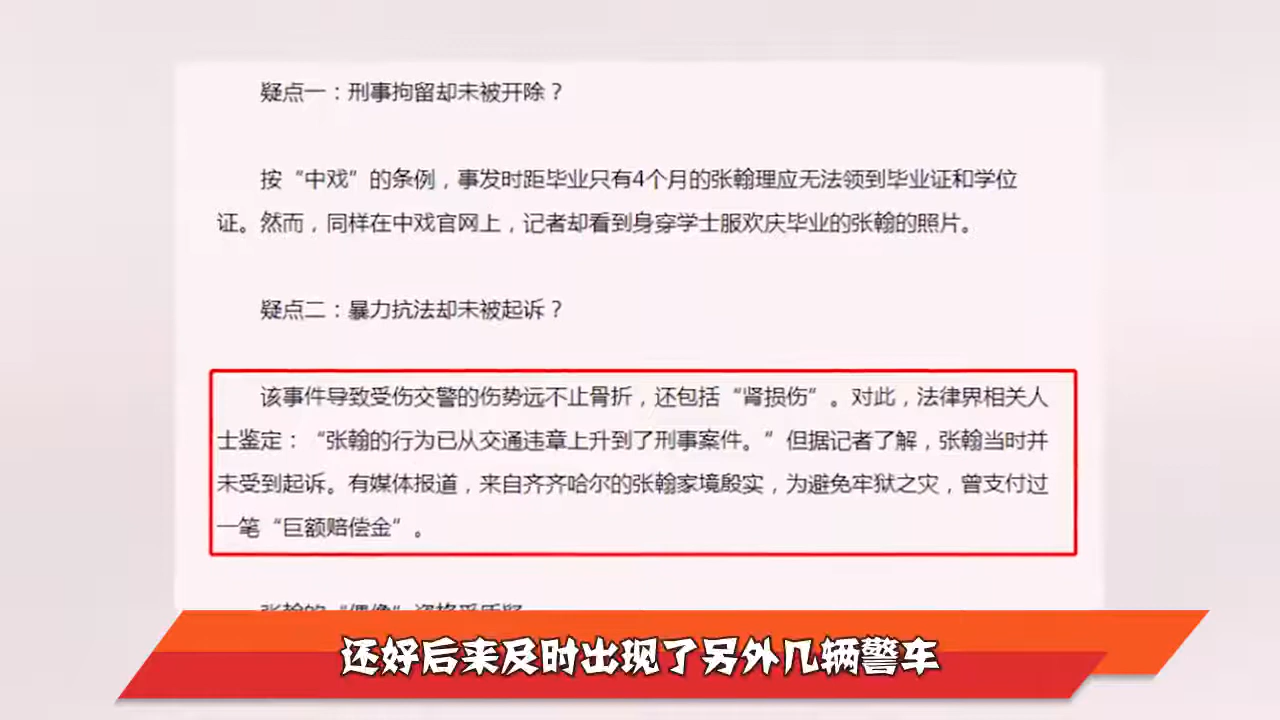 疑点一：刑事拘留却未被开除？
按“中戏”的条例，事发时距毕业只有4个月的张翰理应无法领到毕业证和学位
证。然而，同样在中戏官网上，记者却看到身穿学士服欢庆毕业的张翰的照片。
疑点二：暴力抗法却未被起诉？
该事件导致受伤交警的伤势远不止骨折，还包括“肾损伤”。对此，法律界相关人
士鉴定：“张翰的行为已从交通违章上升到了刑事案件。”但据记者了解，张翰当时并
未受到起诉。有媒体报道，来自齐齐哈尔的张翰家境殷实，为避免牢狱之灾，曾支付过
一笔“巨额赔偿金”。
张翰的“偶像”资格受质疑
还好后来及时出现了另外几辆警车